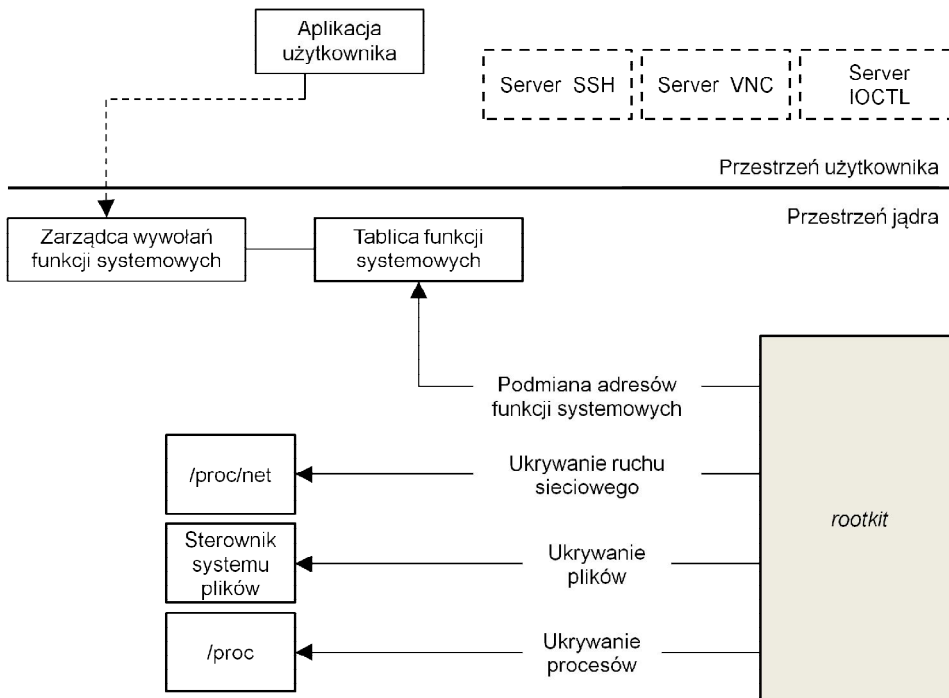 Aplikacja
użytkownika
Server SSH
Server VNC
Server
IOCTL
Przestrzeń użytkownika
Przestrzeń jądra
Zarządca wywołań
funkcji systemowych
Tablica funkcji
systemowych
Podmiana adresów
funkcji systemowych
/proc/net
Ukrywanie ruchu
sieciowego
rootkit
Sterownik
systemu
plików
Ukrywanie
plików
/proc
Ukrywanie
procesów